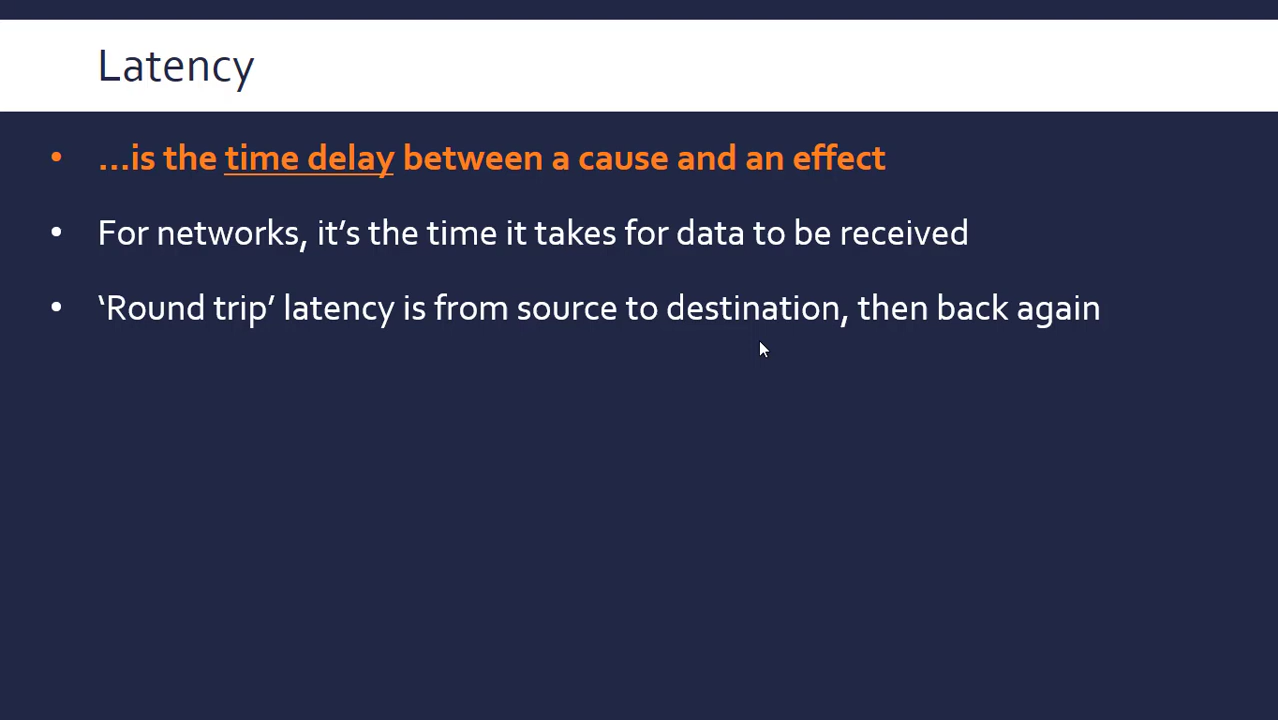 Latency
• ...is the time delay between a cause and an effect
• For networks, it’s the time it takes for data to be received
• ‘Round trip’ latency is from source to destination, then back again